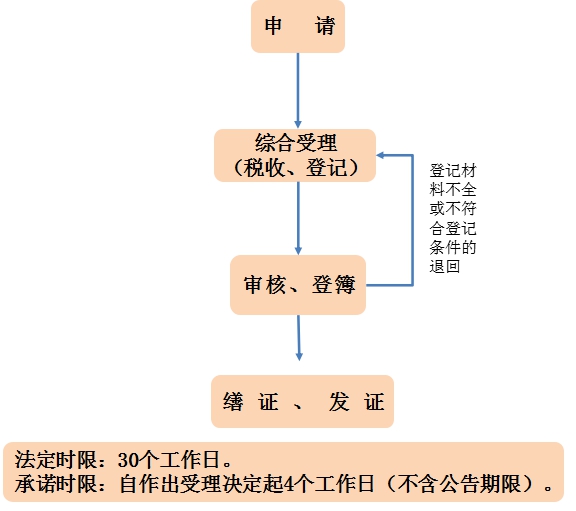 申 请
综合受理
（税收、登记）
登记材
料不全
或不符
合登记
条件的
退回
审核、登簿
缮 证 、 发 证
法定时限：30个工作日。
承诺时限：自作出受理决定起4个工作日（不含公告期限）。